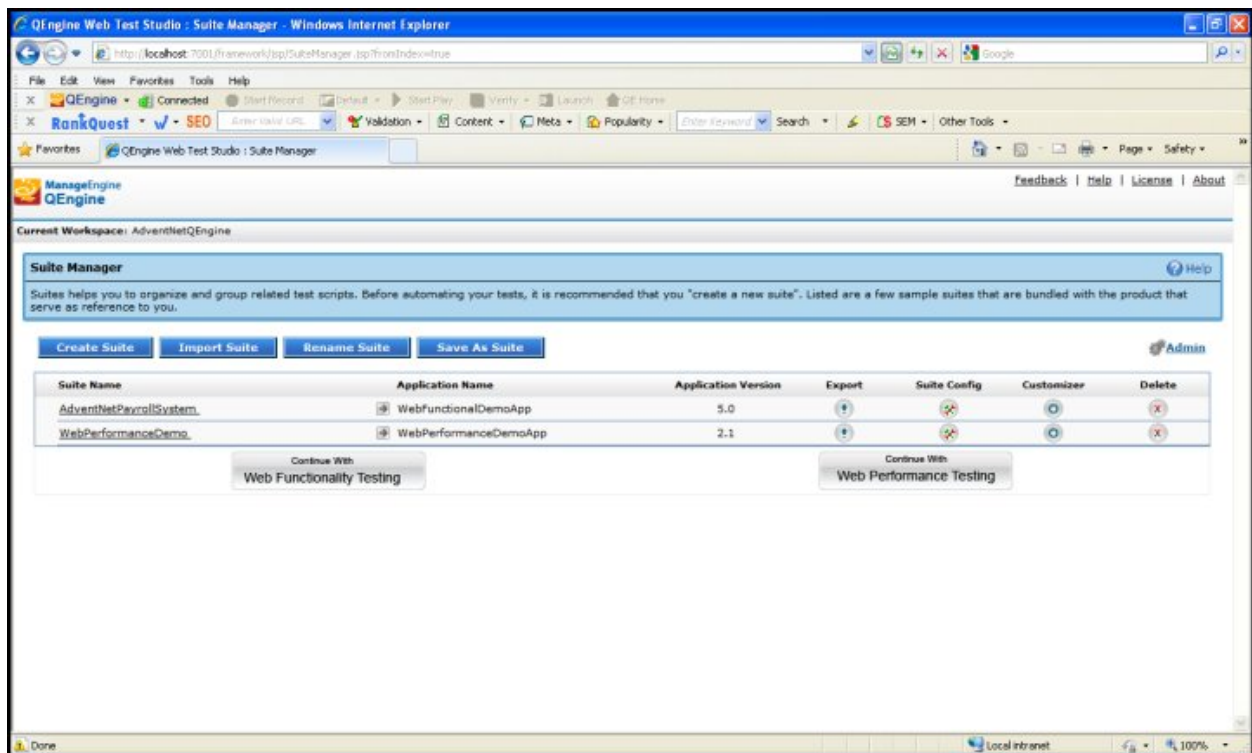 QEngine Web Test Studio : Suite Manager - Windows Internet Explorer
http://localhost:7001/framework/jsp/SuiteManager.jsp?fromIndex=true
Google
File Edit View Favorites Tools Help
X QEngine Connected Start Record Default Start Play Verify Launch QE Home
X RankQuest SEO Enter Valid URL Validation Content Meta Popularity Enter Keyword Search SEM Other Tools
Favorites QEngine Web Test Studio : Suite Manager Page Safety »
ManageEngine
QEngine
Feedback | Help | License | About
Current Workspace: AdventNetQEngine
Suite Manager Help
Suites helps you to organize and group related test scripts. Before automating your tests, it is recommended that you "create a new suite". Listed are a few sample suites that are bundled with the product that
serve as reference to you.
Create Suite Import Suite Rename Suite Save As Suite Admin
Suite Name Application Name Application Version Export Suite Config Customizer Delete
AdventNetPayrollSystem WebFunctionalDemoApp 5.0
WebPerformanceDemo WebPerformanceDemoApp 2.1
Continue With
Web Functionality Testing
Continue With
Web Performance Testing
Done Local intranet 100%